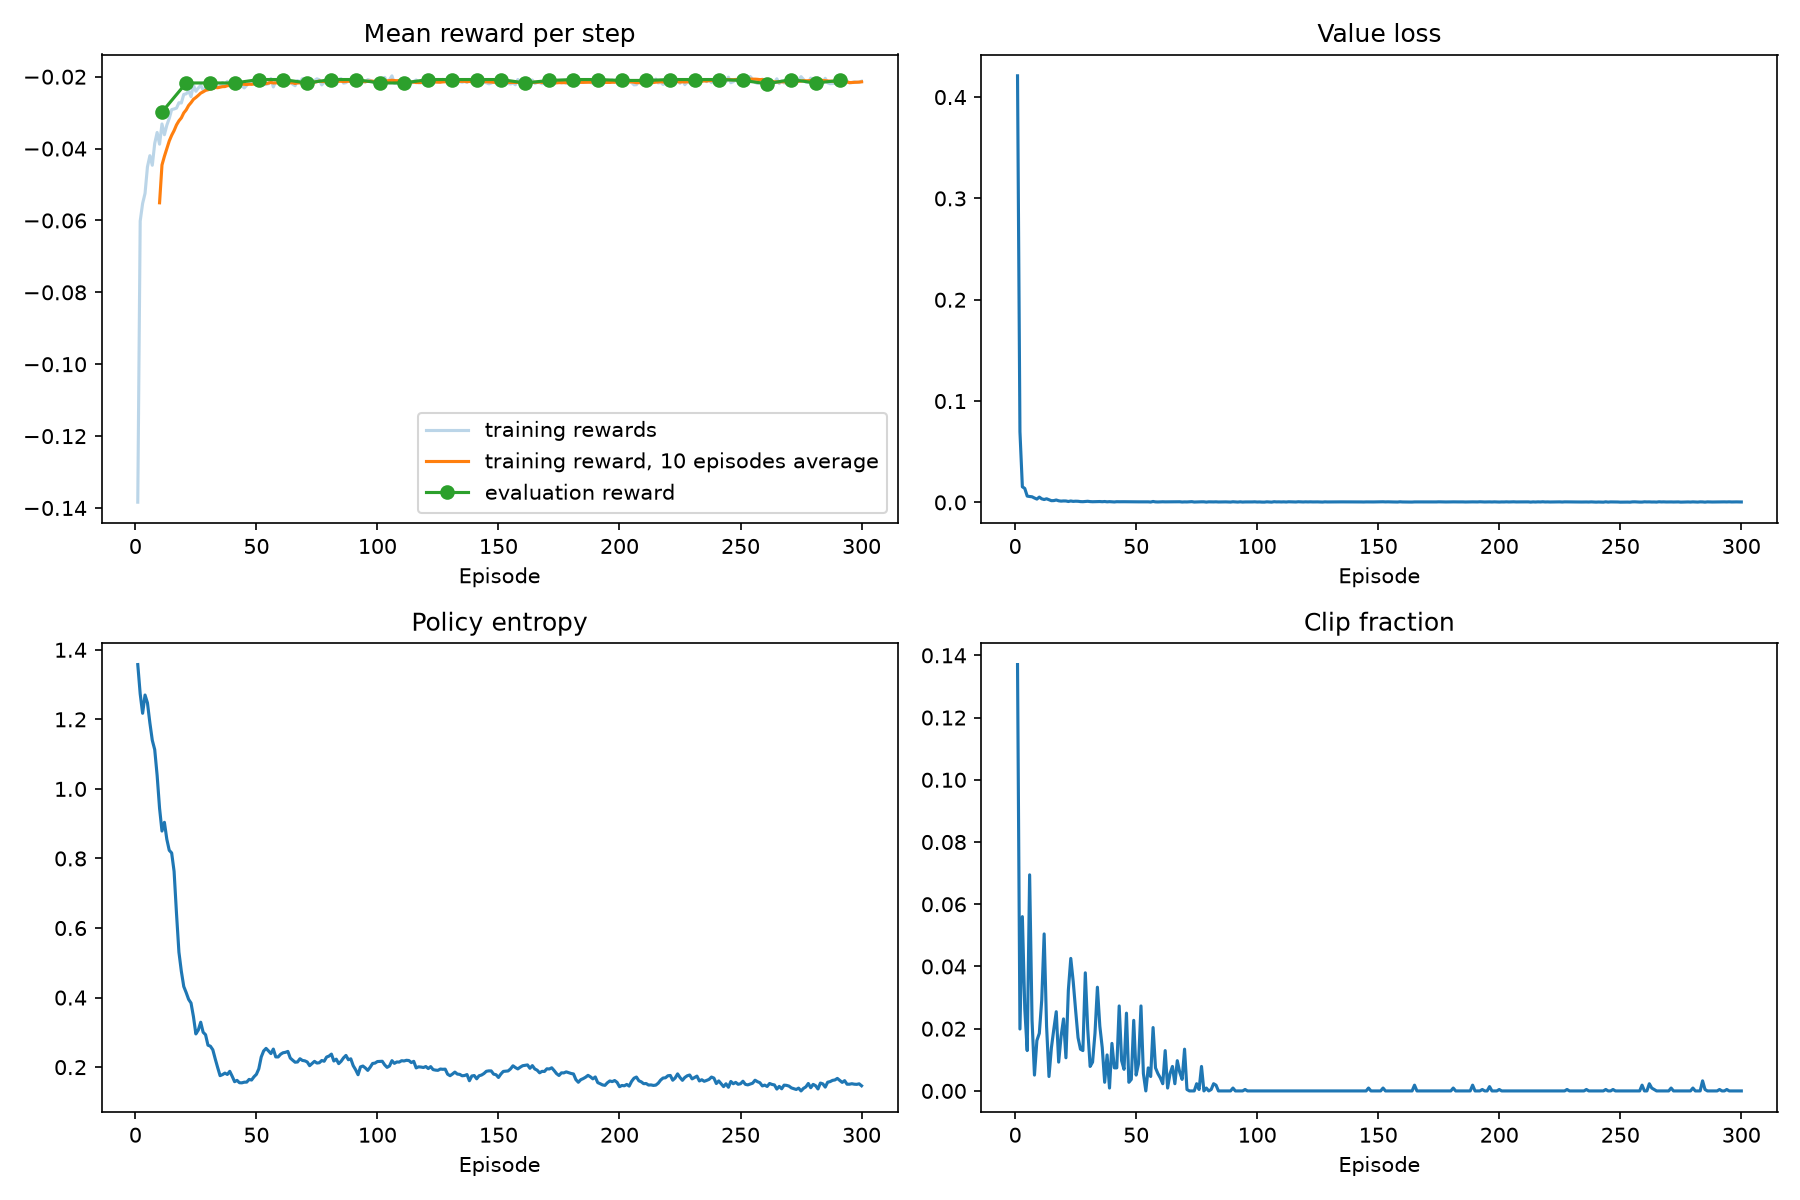 Mean reward per step
−0.02
−0.04
−0.06
−0.08
−0.10
−0.12
−0.14
training rewards
training reward, 10 episodes average
evaluation reward
0 50 100 150 200 250 300
Episode
Value loss
0.4
0.3
0.2
0.1
0.0
0 50 100 150 200 250 300
Episode
Policy entropy
1.4
1.2
1.0
0.8
0.6
0.4
0.2
0 50 100 150 200 250 300
Episode
Clip fraction
0.14
0.12
0.10
0.08
0.06
0.04
0.02
0.00
0 50 100 150 200 250 300
Episode